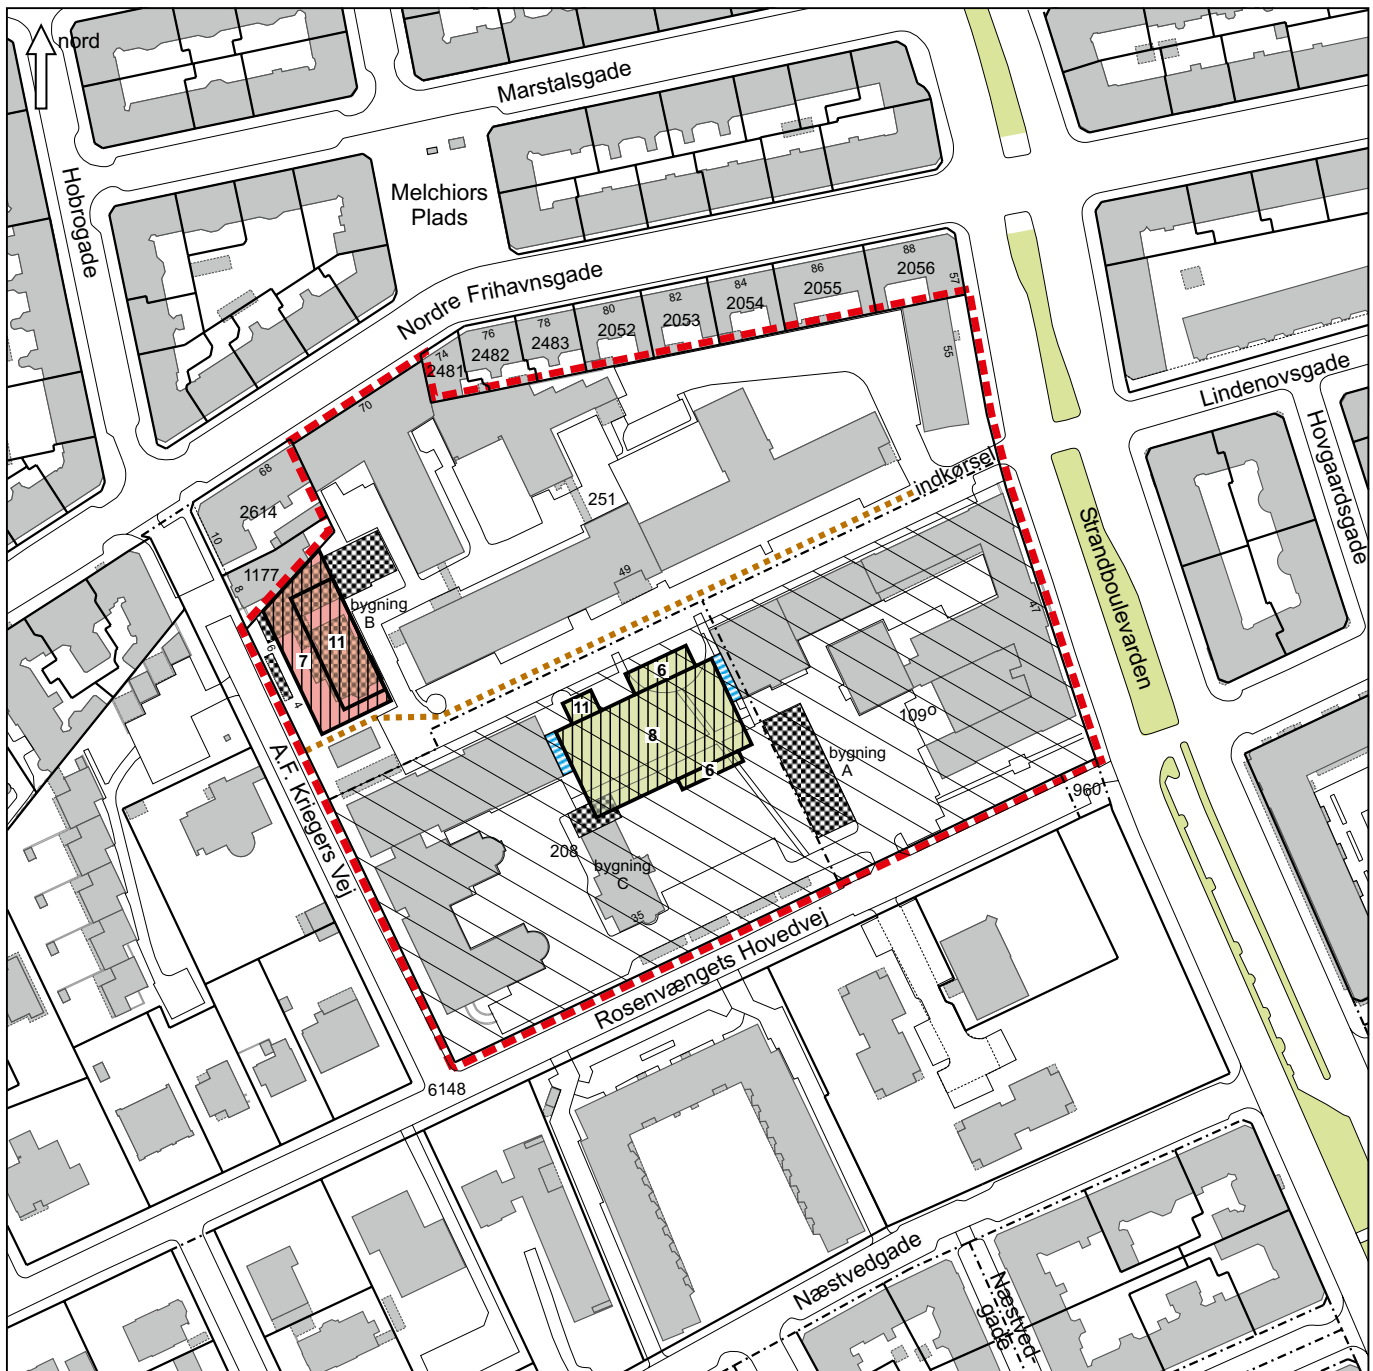 nord
Marstalsgade
Hobrogade
Melchiors
Plads
Nordre Frihavnsgade
88
2056
57
86
2055
84
2054
82
2053
80
2052
78
2483
76
2482
74
2481
70
68
2614
10
1177
8
6
4
55
Lindenovsgade
Hovgaardsgade
Strandboulevarden
indkørsel
251
49
47
bygning
B
11
7
6
11
8
6
109º
bygning
A
960
208
bygning
C
35
A.F. Kriegers Vej
Rosenvængets Hovedvej
6148
Næstvedgade
Næstved
gade